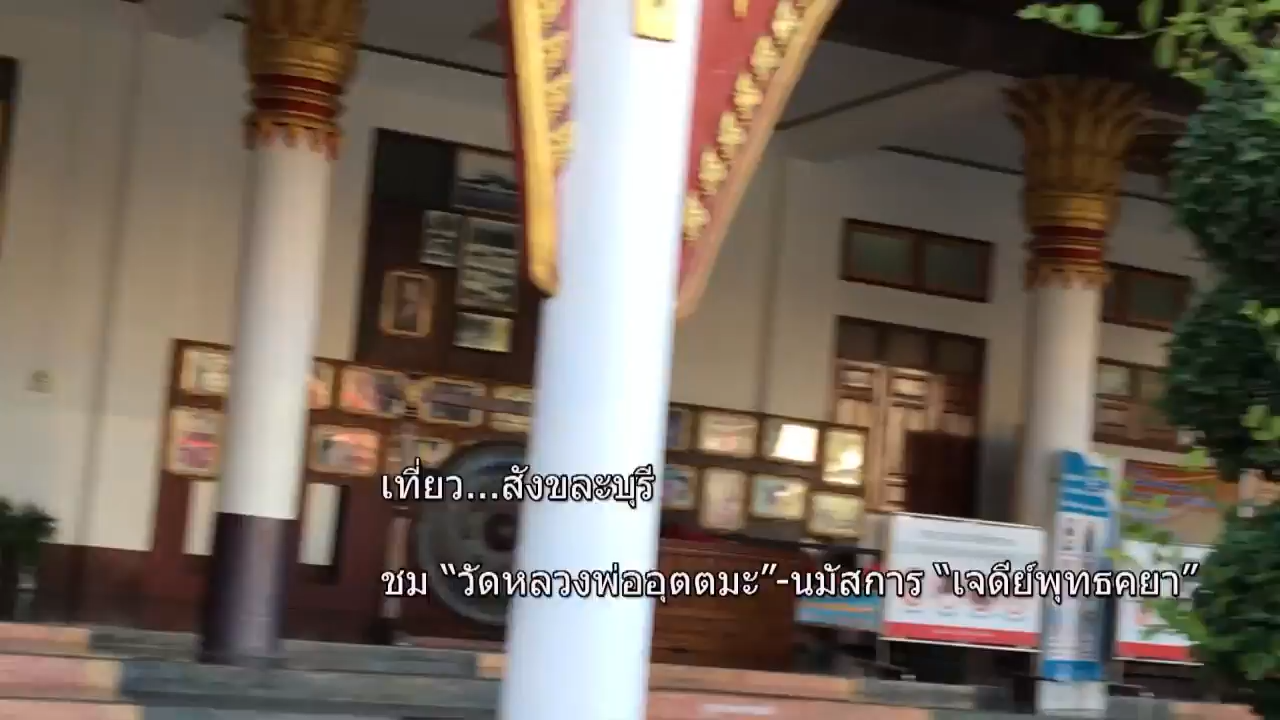 เที่ยว...สังขละบุรี
ชม “วัดหลวงพ่ออุตตมะ”-นมัสการ “เจดีย์พุทธคยา”